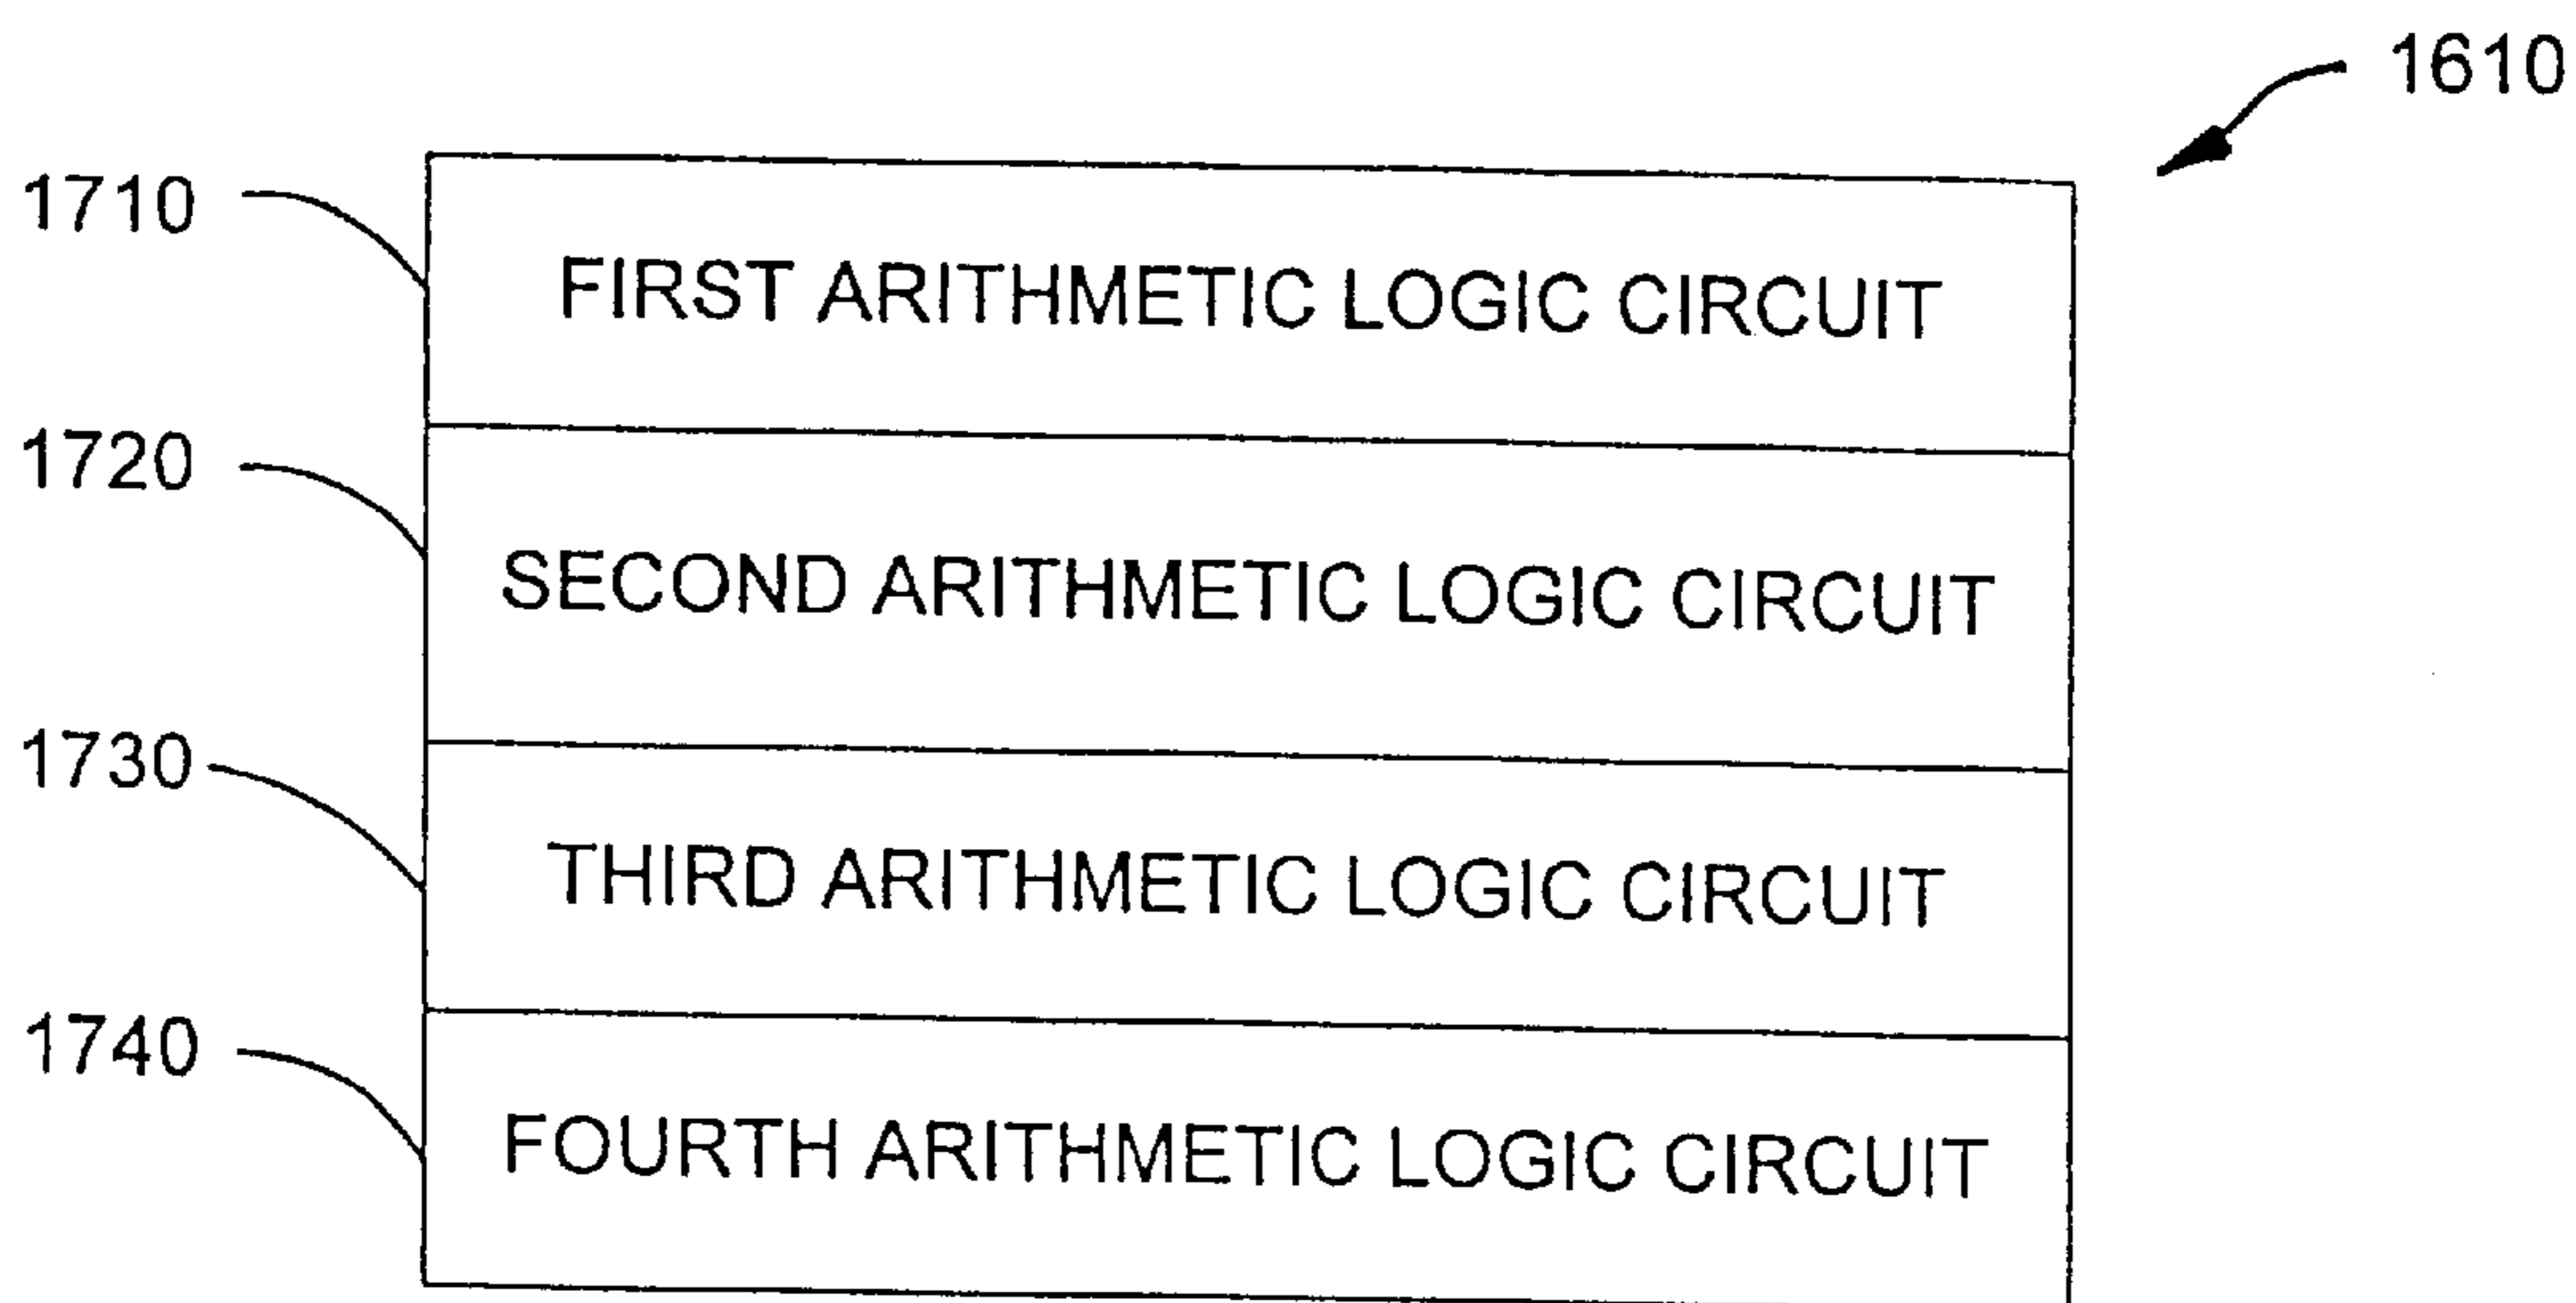 1610
1710
FIRST ARITHMETIC LOGIC CIRCUIT
1720
SECOND ARITHMETIC LOGIC CIRCUIT
1730
THIRD ARITHMETIC LOGIC CIRCUIT
1740
FOURTH ARITHMETIC LOGIC CIRCUIT